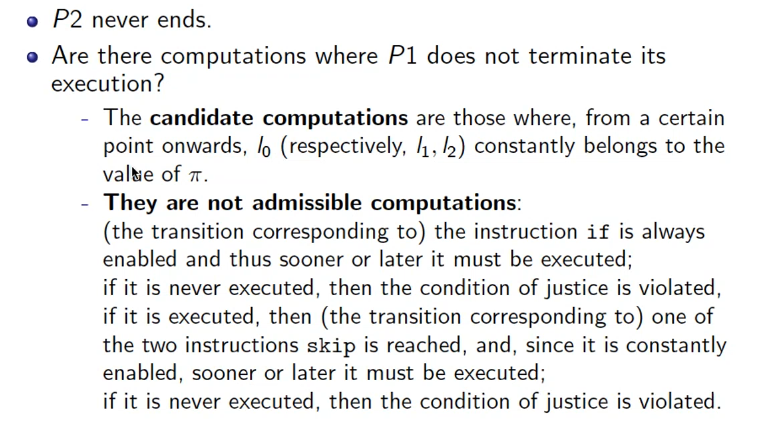 P2 never ends.
Are there computations where P1 does not terminate its
execution?
- The candidate computations are those where, from a certain
point onwards, l₀ (respectively, l₁, l₂) constantly belongs to the
value of π.
- They are not admissible computations:
(the transition corresponding to) the instruction if is always
enabled and thus sooner or later it must be executed;
if it is never executed, then the condition of justice is violated,
if it is executed, then (the transition corresponding to) one of
the two instructions skip is reached, and, since it is constantly
enabled, sooner or later it must be executed;
if it is never executed, then the condition of justice is violated.